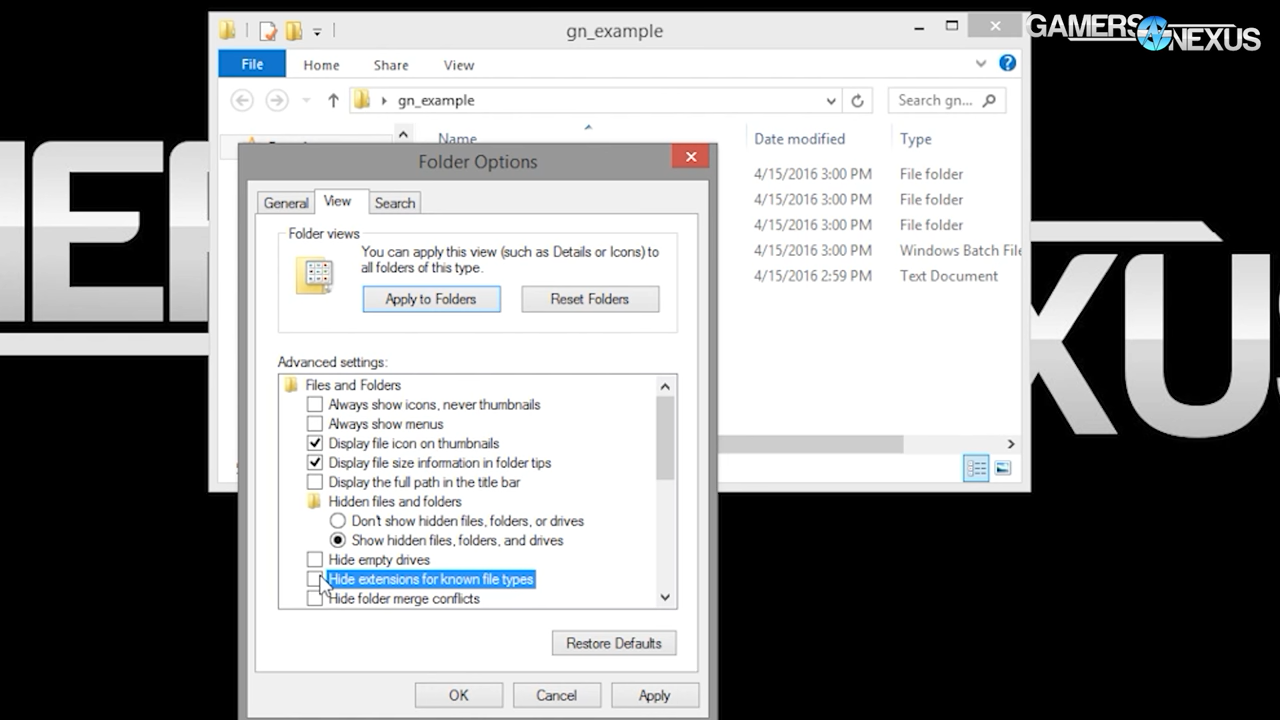 gn_example
GAMERS
NEXUS
File
Home
Share
View
gn_example
Search gn...
Name
Date modified
Type
4/15/2016 3:00 PM
File folder
4/15/2016 3:00 PM
File folder
4/15/2016 3:00 PM
File folder
4/15/2016 3:00 PM
Windows Batch File
4/15/2016 2:59 PM
Text Document
Folder Options
General
View
Search
Folder views
You can apply this view (such as Details or Icons) to
all folders of this type.
Apply to Folders
Reset Folders
Advanced settings:
Files and Folders
Always show icons, never thumbnails
Always show menus
Display file icon on thumbnails
Display file size information in folder tips
Display the full path in the title bar
Hidden files and folders
Don't show hidden files, folders, or drives
Show hidden files, folders, and drives
Hide empty drives
Hide extensions for known file types
Hide folder merge conflicts
Restore Defaults
OK
Cancel
Apply